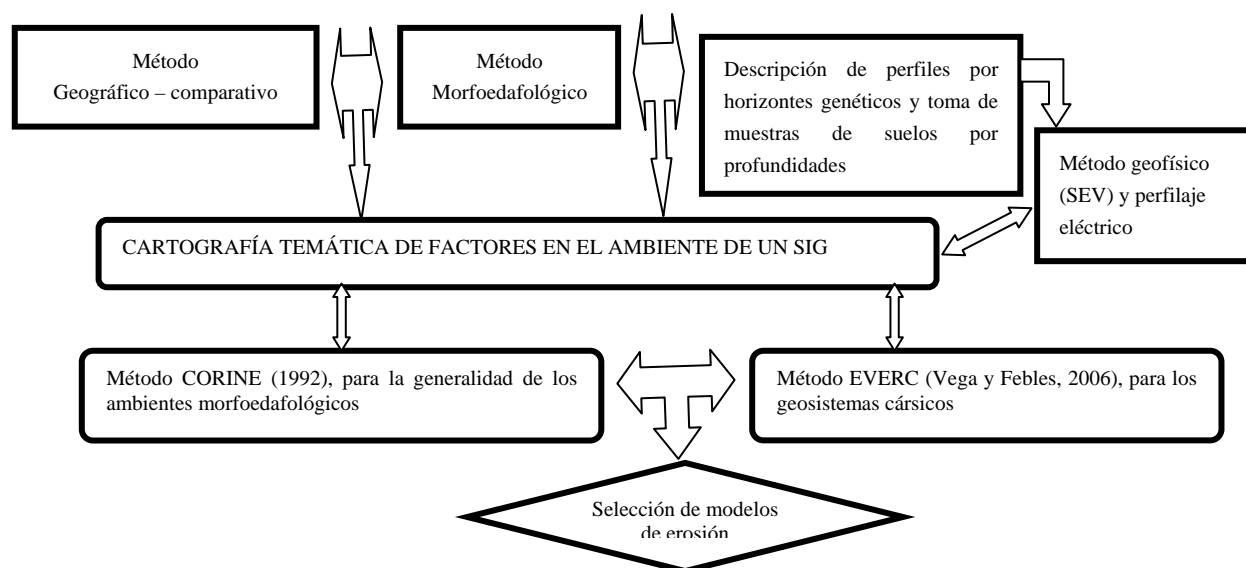 Método
Geográfico – comparativo
Método
Morfoedafológico
Descripción de perfiles por
horizontes genéticos y toma de
muestras de suelos por
profundidades
Método geofísico
(SEV) y perfilaje
eléctrico
CARTOGRAFÍA TEMÁTICA DE FACTORES EN EL AMBIENTE DE UN SIG
Método CORINE (1992), para la generalidad de los
ambientes morfoedafológicos
Método EVERC (Vega y Febles, 2006), para los
geosistemas cársicos
Selección de modelos
de erosión